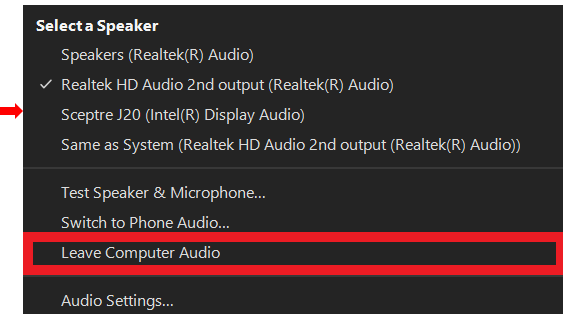 Select a Speaker
Speakers (Realtek(R) Audio)
Realtek HD Audio 2nd output (Realtek(R) Audio)
Sceptre J20 (Intel(R) Display Audio)
Same as System (Realtek HD Audio 2nd output (Realtek(R) Audio))
Test Speaker & Microphone...
Switch to Phone Audio...
Leave Computer Audio
Audio Settings...